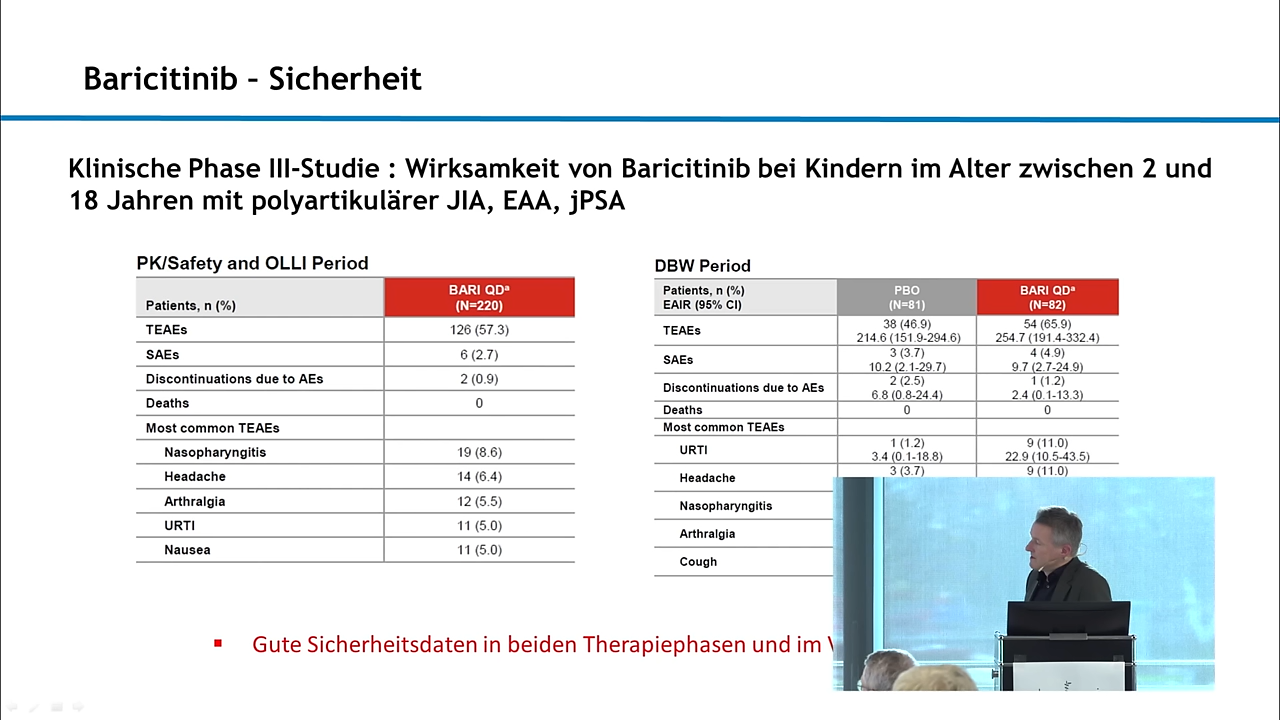 Baricitinib – Sicherheit
Klinische Phase III-Studie : Wirksamkeit von Baricitinib bei Kindern im Alter zwischen 2 und
18 Jahren mit polyartikulärer JIA, EAA, jPSA
PK/Safety and OLLI Period
Patients, n (%) BARI QDᵃ (N=220)
TEAEs 126 (57.3)
SAEs 6 (2.7)
Discontinuations due to AEs 2 (0.9)
Deaths 0
Most common TEAEs
Nasopharyngitis 19 (8.6)
Headache 14 (6.4)
Arthralgia 12 (5.5)
URTI 11 (5.0)
Nausea 11 (5.0)
DBW Period
Patients, n (%) PBO BARI QDᵃ
EAIR (95% CI) (N=81) (N=82)
TEAEs 38 (46.9) 54 (65.9)
214.6 (151.9-294.6) 254.7 (191.4-332.4)
SAEs 3 (3.7) 4 (4.9)
10.2 (2.1-29.7) 9.7 (2.7-24.9)
Discontinuations due to AEs 2 (2.5) 1 (1.2)
6.8 (0.8-24.4) 2.4 (0.1-13.3)
Deaths 0 0
Most common TEAEs
URTI 1 (1.2) 9 (11.0)
3.4 (0.1-18.8) 22.9 (10.5-43.5)
Headache 3 (3.7) 9 (11.0)
Nasopharyngitis
Arthralgia
Cough
▪ Gute Sicherheitsdaten in beiden Therapiephasen und im